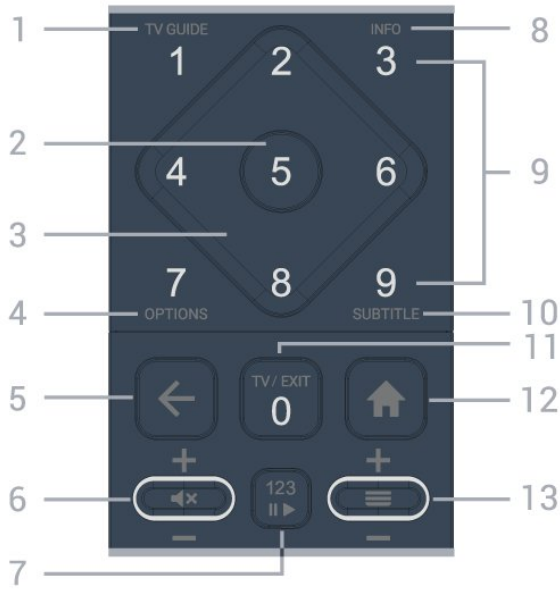 1 TV GUIDE INFO 8
1 2 3
2
4 5 6 9
3
7 8 9
4 OPTIONS SUBTITLE 10
11
5 TV / EXIT 12
0
+ +
6 123 13
− −
7